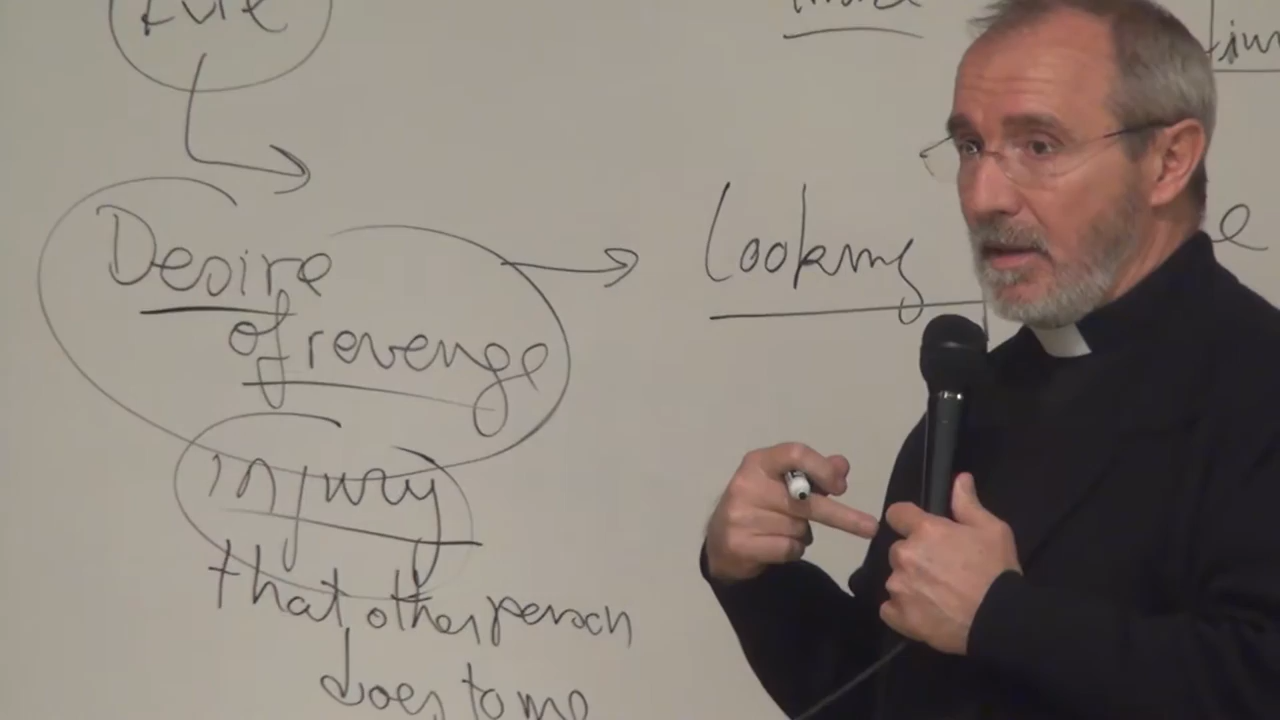 Desire
of revenge
Looking
injury
that other person
does to me